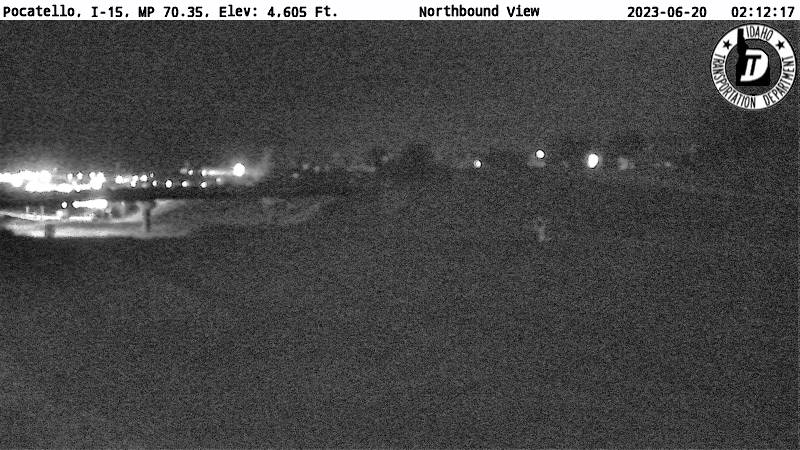 Pocatello, I-15, MP 70.35, Elev: 4,605 Ft. Northbound View 2023-06-20 02:12:17
IDAHO
TRANSPORTATION DEPARTMENT